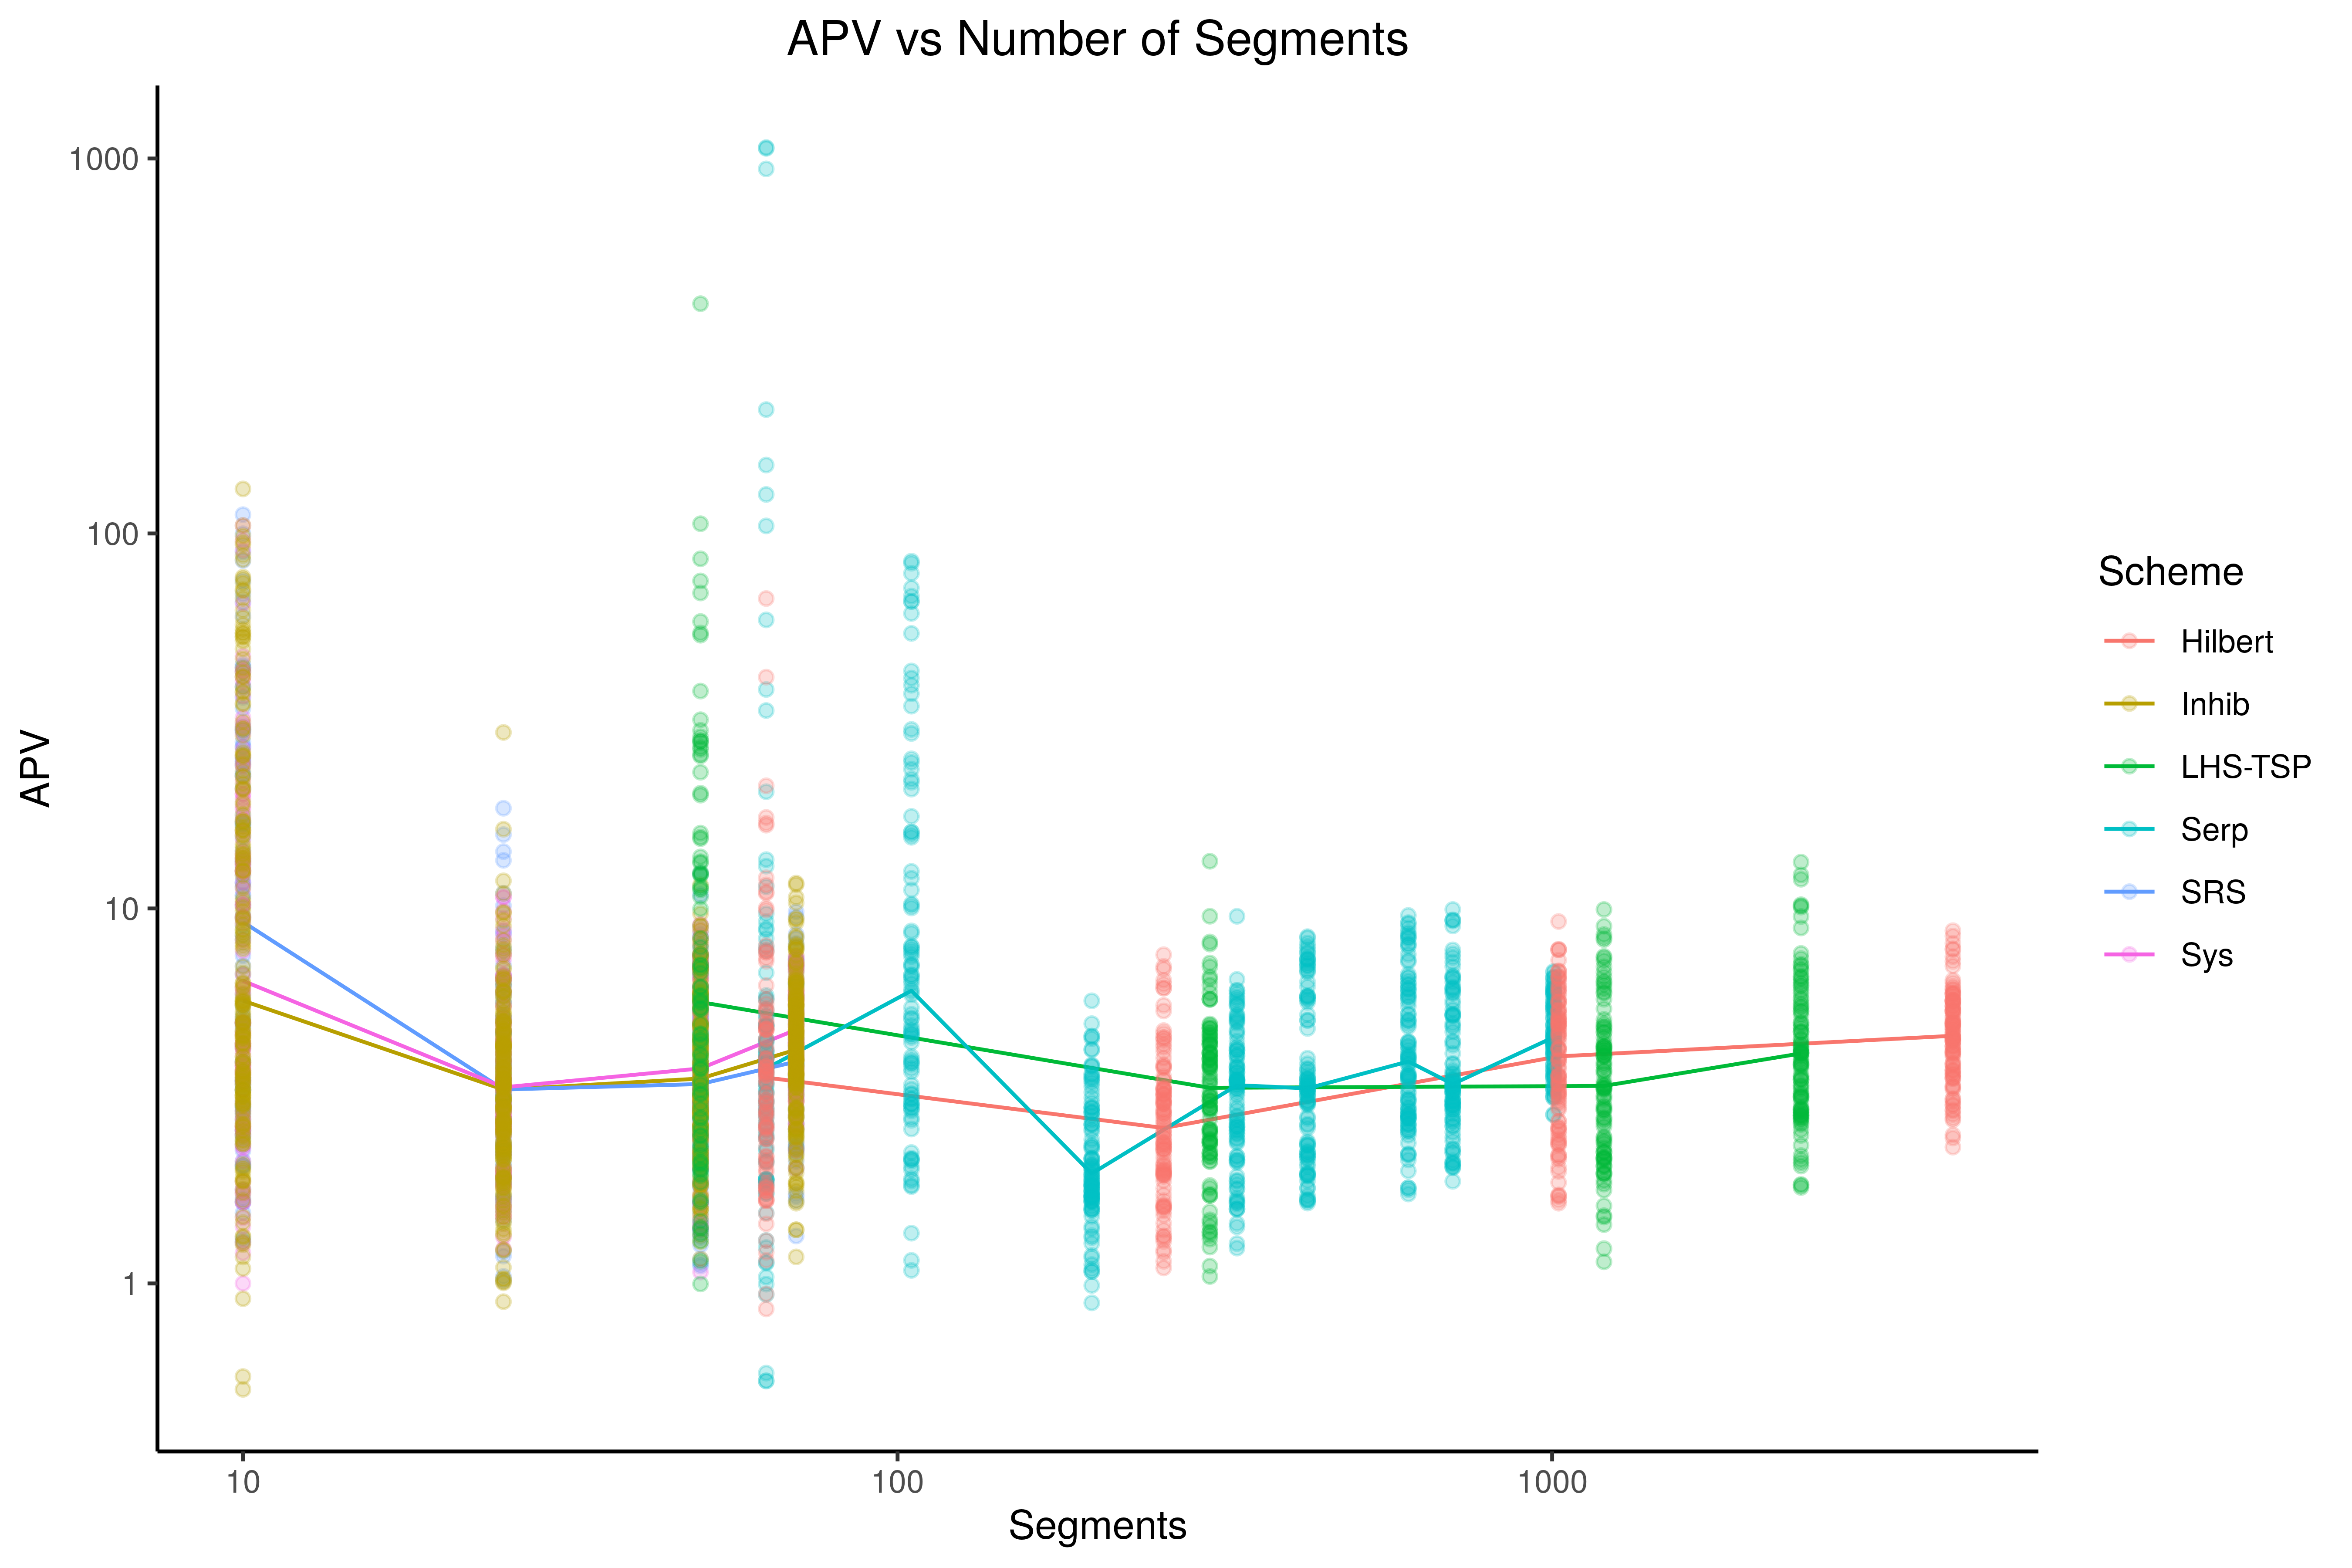 APV vs Number of Segments
1000
100
10
1
APV
10
100
1000
Segments
Scheme
Hilbert
Inhib
LHS-TSP
Serp
SRS
Sys